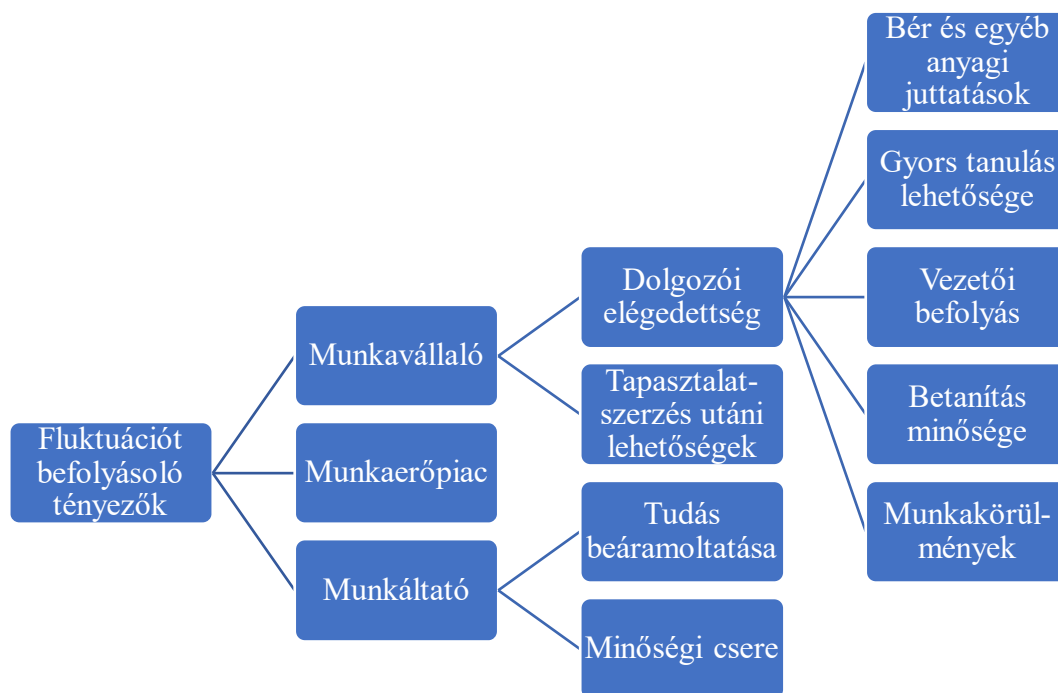 Fluktuációt
befolyásoló
tényezők
Munkavállaló
Munkaerőpiac
Munkáltató
Dolgozói
elégedettség
Tapasztalat-
szerzés utáni
lehetőségek
Tudás
beáramoltatása
Minőségi csere
Bér és egyéb
anyagi
juttatások
Gyors tanulás
lehetősége
Vezetői
befolyás
Betanítás
minősége
Munkakörül-
mények